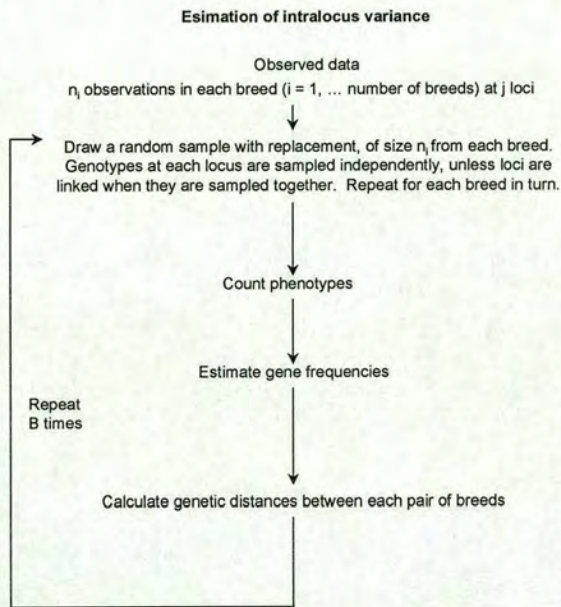 Esimation of intralocus variance
Observed data
nᵢ observations in each breed (i = 1, ... number of breeds) at j loci
Draw a random sample with replacement, of size nᵢ from each breed.
Genotypes at each locus are sampled independently, unless loci are
linked when they are sampled together. Repeat for each breed in turn.
Count phenotypes
Estimate gene frequencies
Repeat
B times
Calculate genetic distances between each pair of breeds